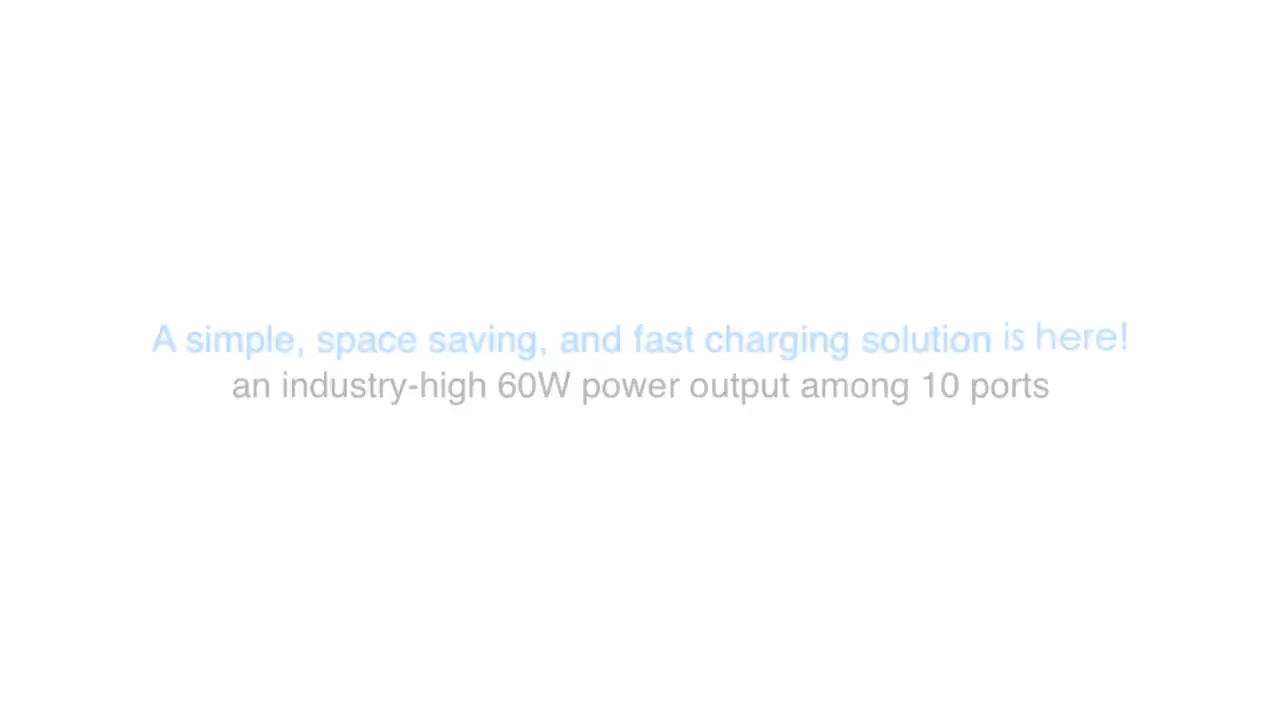 A simple, space saving, and fast charging solution is here!
an industry-high 60W power output among 10 ports